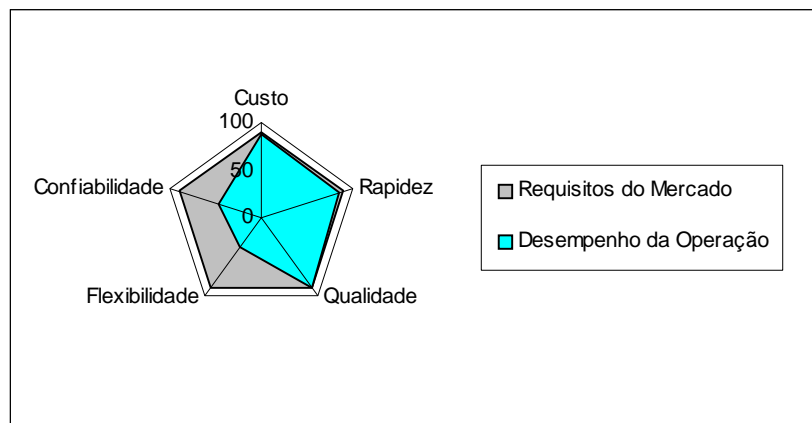 Custo
100
50
0
Confiabilidade
Rapidez
Flexibilidade
Qualidade
Requisitos do Mercado
Desempenho da Operação